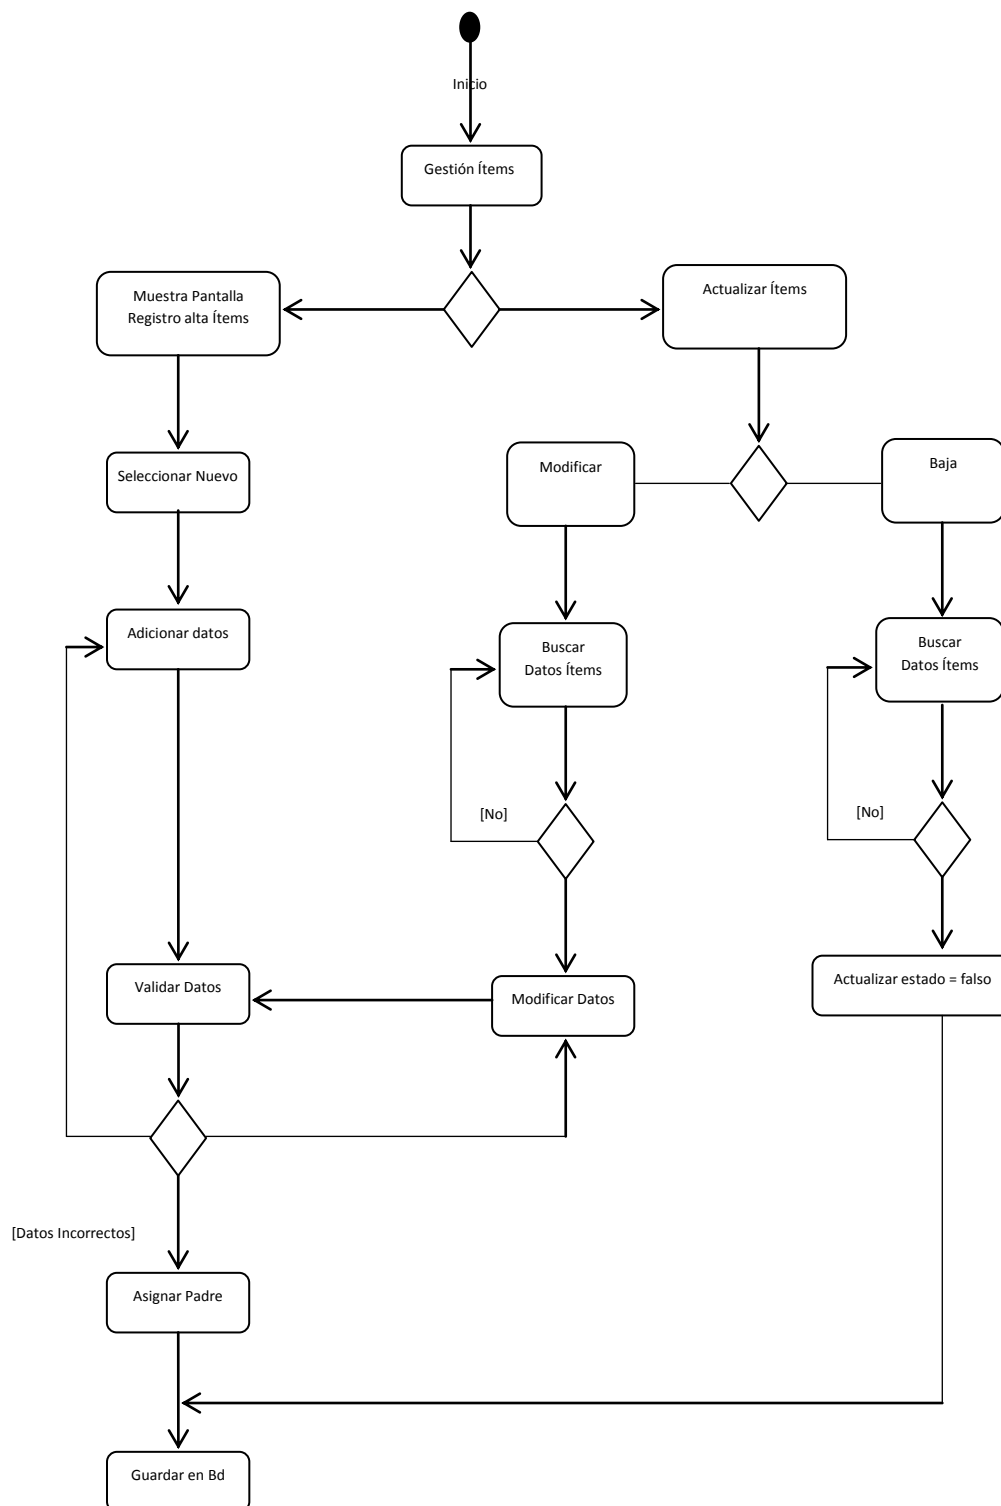 Inicio
Gestión Ítems
Muestra Pantalla
Registro alta Ítems
Actualizar Ítems
Seleccionar Nuevo
Modificar
Baja
Adicionar datos
Buscar
Datos Ítems
Buscar
Datos Ítems
[No]
[No]
Validar Datos
Modificar Datos
Actualizar estado = falso
[Datos Incorrectos]
Asignar Padre
Guardar en Bd